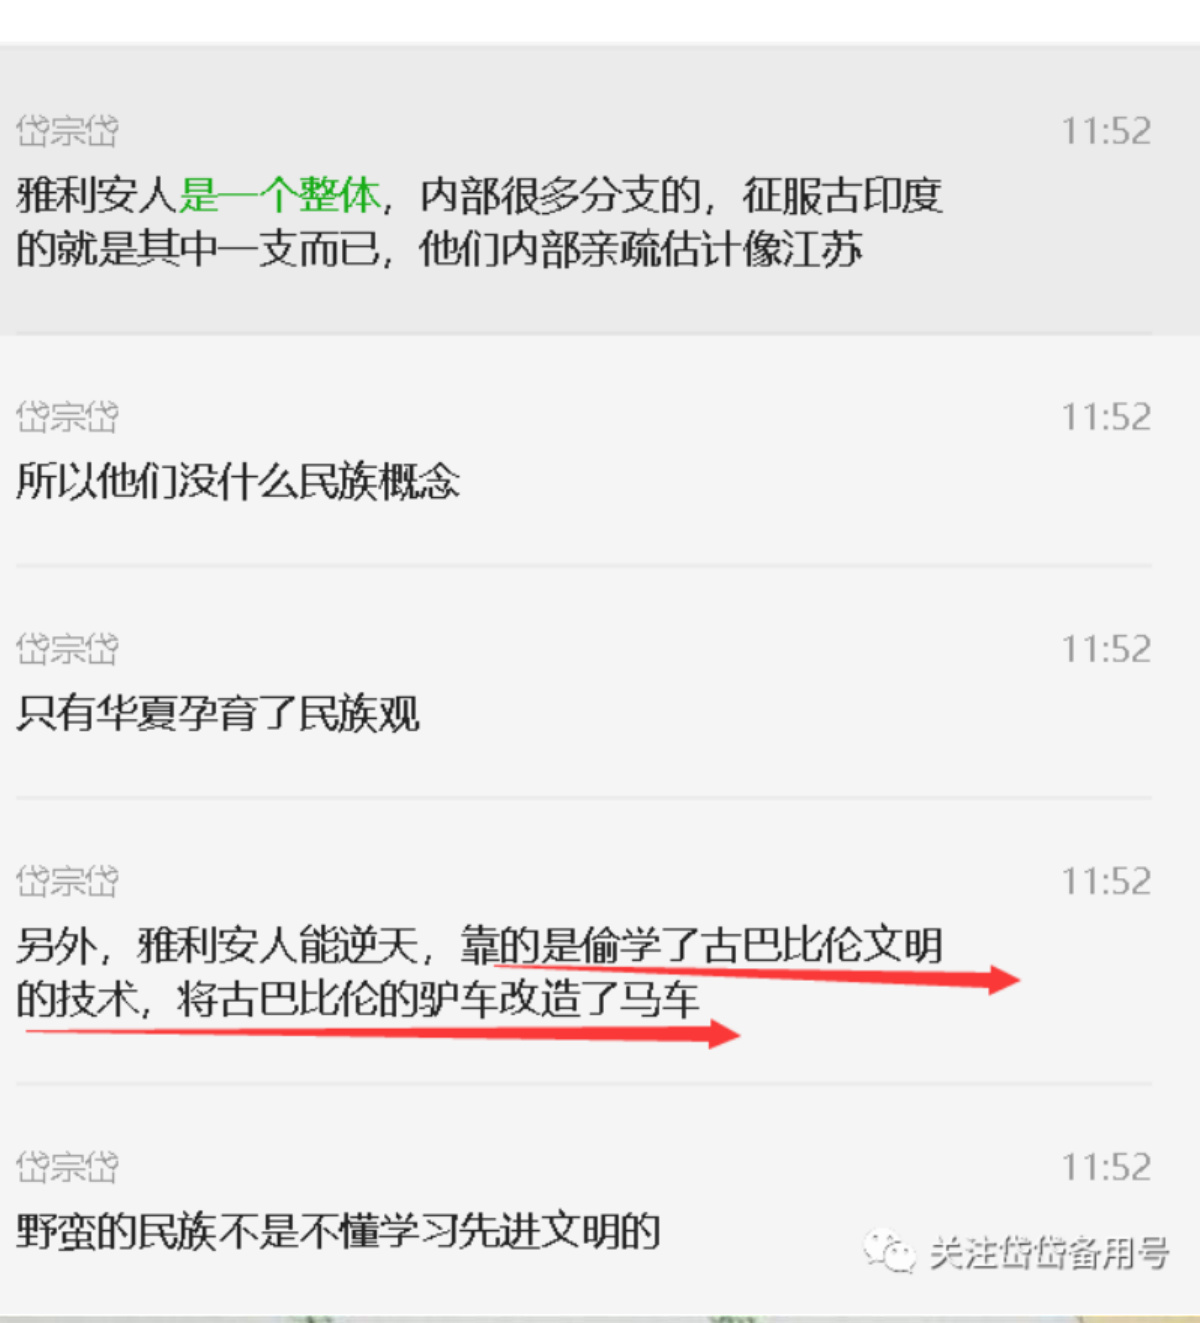 岱宗岱
11:52
雅利安人是一个整体，内部很多分支的，征服古印度
的就是其中一支而已，他们内部亲疏估计像江苏
岱宗岱
11:52
所以他们没什么民族概念
岱宗岱
11:52
只有华夏孕育了民族观
岱宗岱
11:52
另外，雅利安人能逆天，靠的是偷学了古巴比伦文明
的技术，将古巴比伦的驴车改造了马车
岱宗岱
11:52
野蛮的民族不是不懂学习先进文明的
关注岱岱备用号